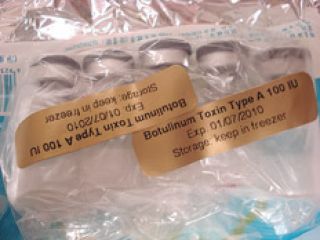 Botulinum Toxin Type A 100 IU
Exp. 01/07/2010
Storage: keep in freezer
Botulinum Toxin Type A 100 IU
Exp. 01/07/2010
Storage: keep in freezer